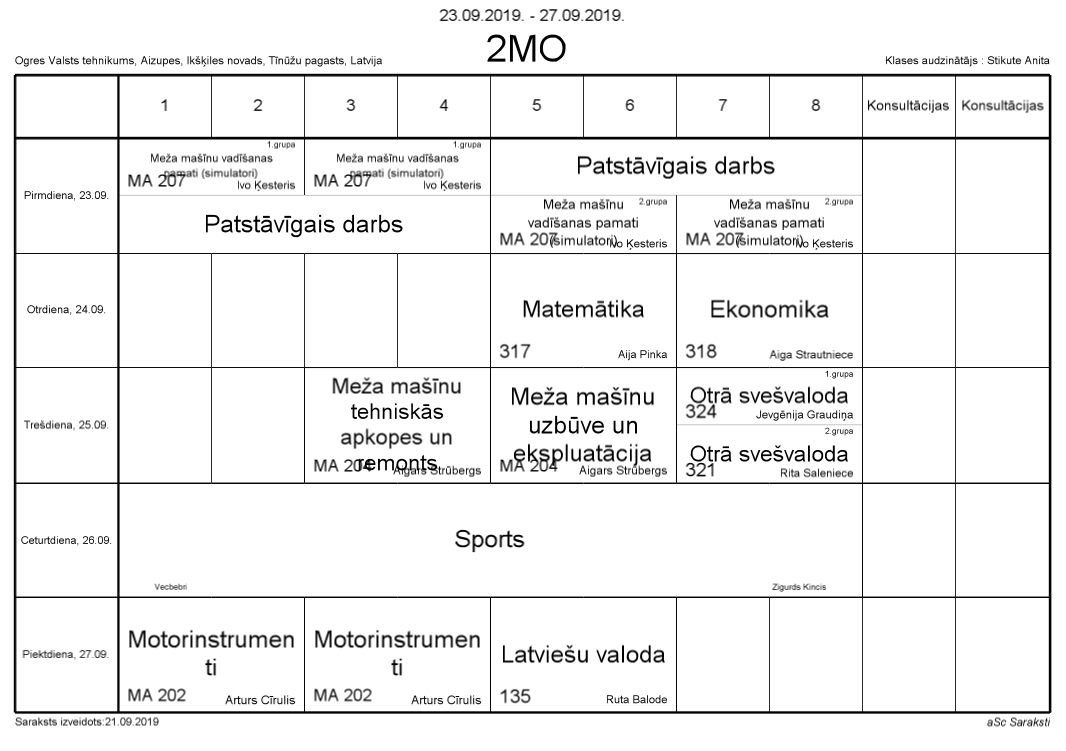 23.09.2019. - 27.09.2019.
2MO
Ogres Valsts tehnikums, Aizupes, Ikšķiles novads, Tīnūžu pagasts, Latvija
Klases audzinātājs : Stikute Anita
1 2 3 4 5 6 7 8 Konsultācijas Konsultācijas
Pirmdiena, 23.09.
1.grupa
Meža mašīnu vadīšanas
pamati (simulatori)
MA 207
Ivo Ķesteris
1.grupa
Meža mašīnu vadīšanas
pamati (simulatori)
MA 207
Ivo Ķesteris
Patstāvīgais darbs
Patstāvīgais darbs
2.grupa
Meža mašīnu
vadīšanas pamati
(simulatori)
MA 207
Ivo Ķesteris
2.grupa
Meža mašīnu
vadīšanas pamati
(simulatori)
MA 207
Ivo Ķesteris
Otrdiena, 24.09.
Matemātika
317
Aija Pinka
Ekonomika
318
Aiga Strautniece
Trešdiena, 25.09.
Meža mašīnu
tehniskās
apkopes un
remonts
MA 204
Aigars Strūbergs
Meža mašīnu
uzbūve un
ekspluatācija
MA 204
Aigars Strūbergs
1.grupa
Otrā svešvaloda
324
Jevgēnija Graudiņa
2.grupa
Otrā svešvaloda
321
Rita Saleniece
Ceturtdiena, 26.09.
Sports
Vecbebri
Zigurds Kincis
Piektdiena, 27.09.
Motorinstrumen
ti
MA 202
Arturs Cīrulis
Motorinstrumen
ti
MA 202
Arturs Cīrulis
Latviešu valoda
135
Ruta Balode
Saraksts izveidots:21.09.2019
aSc Saraksti